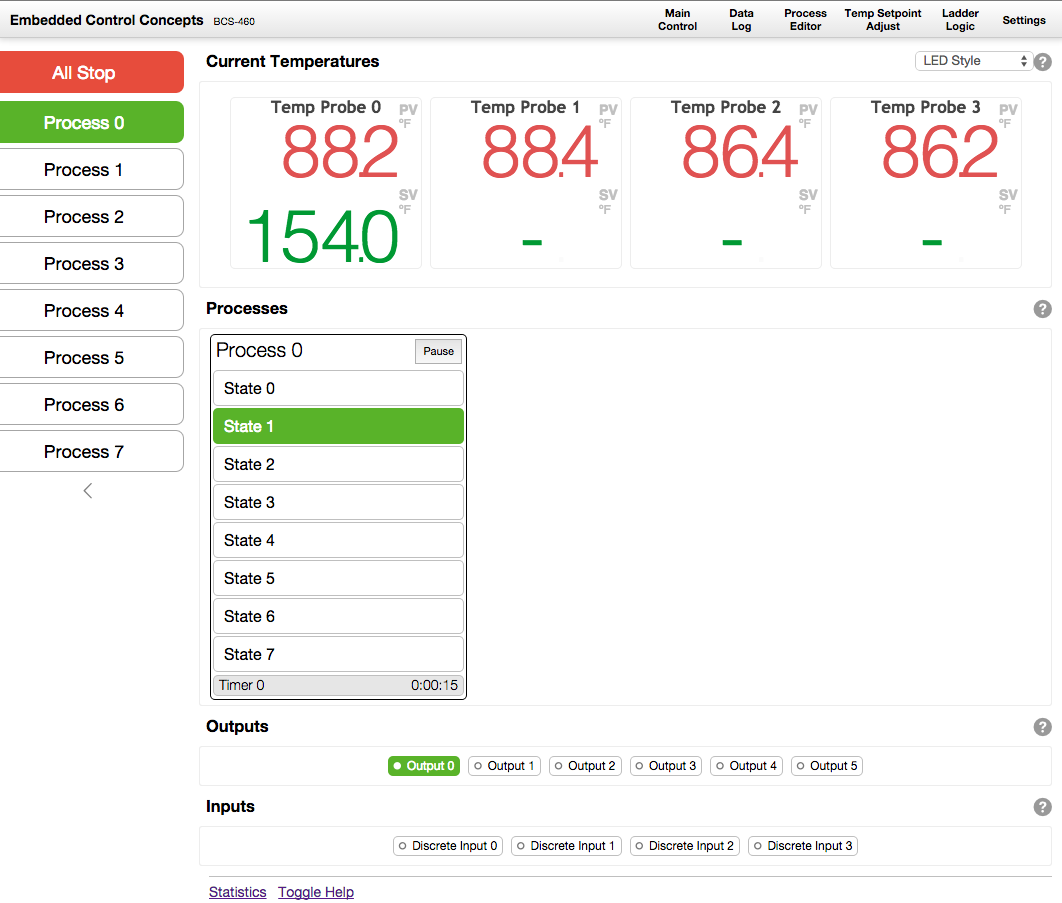 Embedded Control Concepts BCS-460
Main Control
Data Log
Process Editor
Temp Setpoint Adjust
Ladder Logic
Settings
All Stop
Process 0
Process 1
Process 2
Process 3
Process 4
Process 5
Process 6
Process 7
Current Temperatures
LED Style
?
Temp Probe 0 PV
°F
88.2
SV
°F
154.0
Temp Probe 1 PV
°F
88.4
SV
°F
-
Temp Probe 2 PV
°F
86.4
SV
°F
-
Temp Probe 3 PV
°F
86.2
SV
°F
-
Processes
?
Process 0 Pause
State 0
State 1
State 2
State 3
State 4
State 5
State 6
State 7
Timer 0 0:00:15
Outputs
?
Output 0 Output 1 Output 2 Output 3 Output 4 Output 5
Inputs
?
Discrete Input 0 Discrete Input 1 Discrete Input 2 Discrete Input 3
Statistics Toggle Help